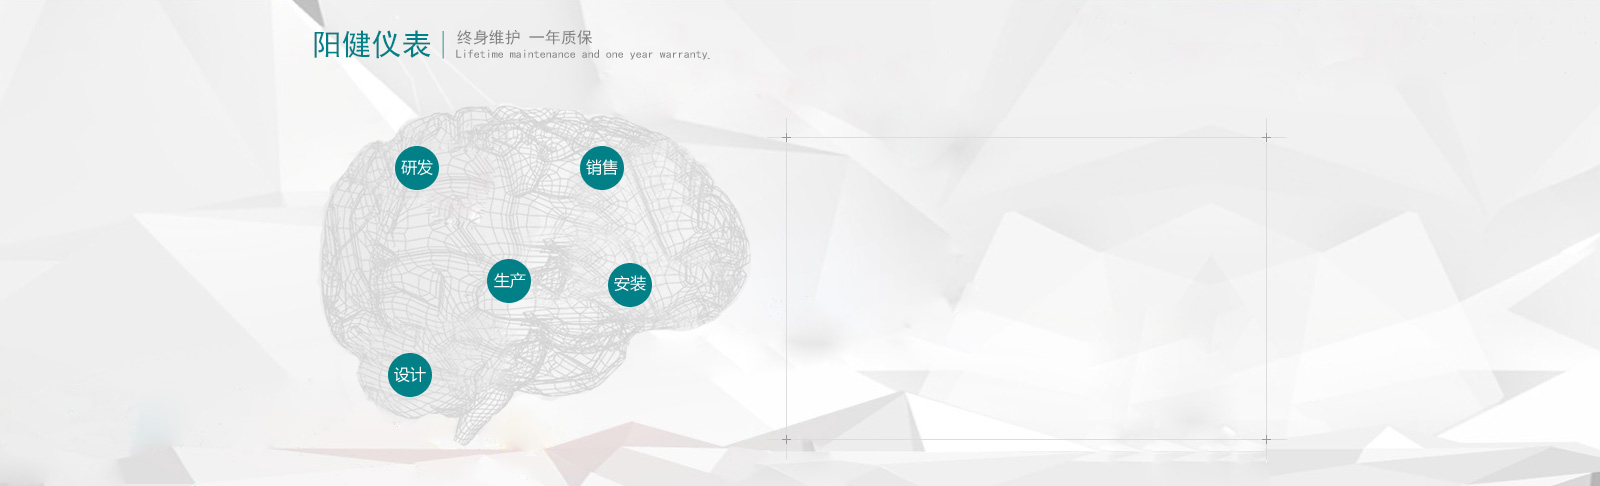 阳健仪表
终身维护 一年质保
Lifetime maintenance and one year warranty.
研发
销售
生产
安装
设计